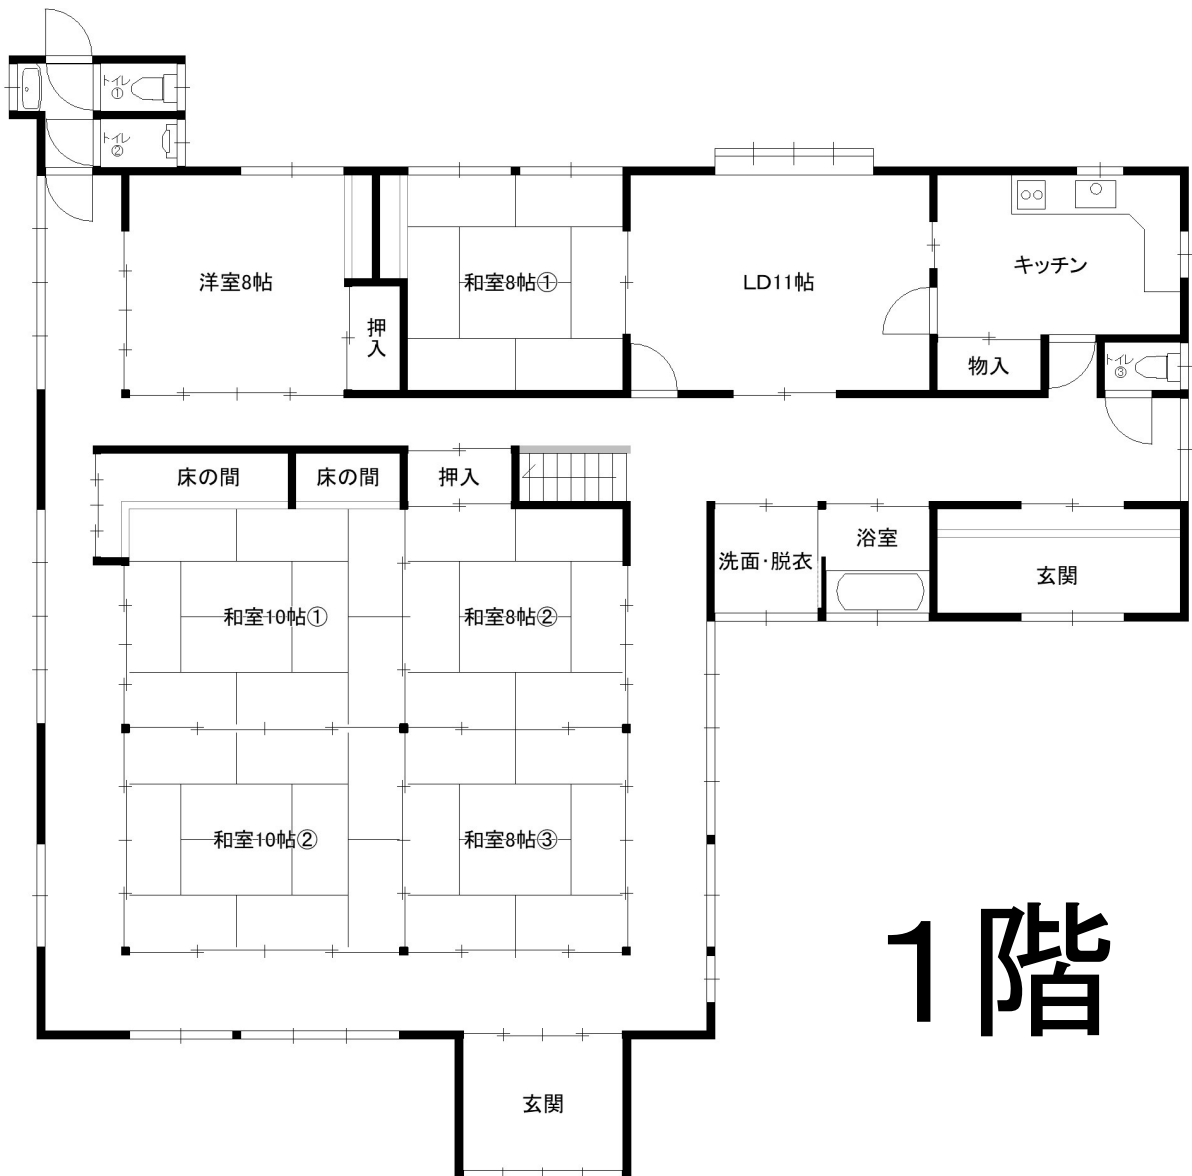 トイレ
①
トイレ
②
洋室8帖
和室8帖①
LD11帖
キッチン
押入
物入
トイレ
③
床の間
床の間
押入
洗面・脱衣
浴室
玄関
和室10帖①
和室8帖②
和室10帖②
和室8帖③
1階
玄関